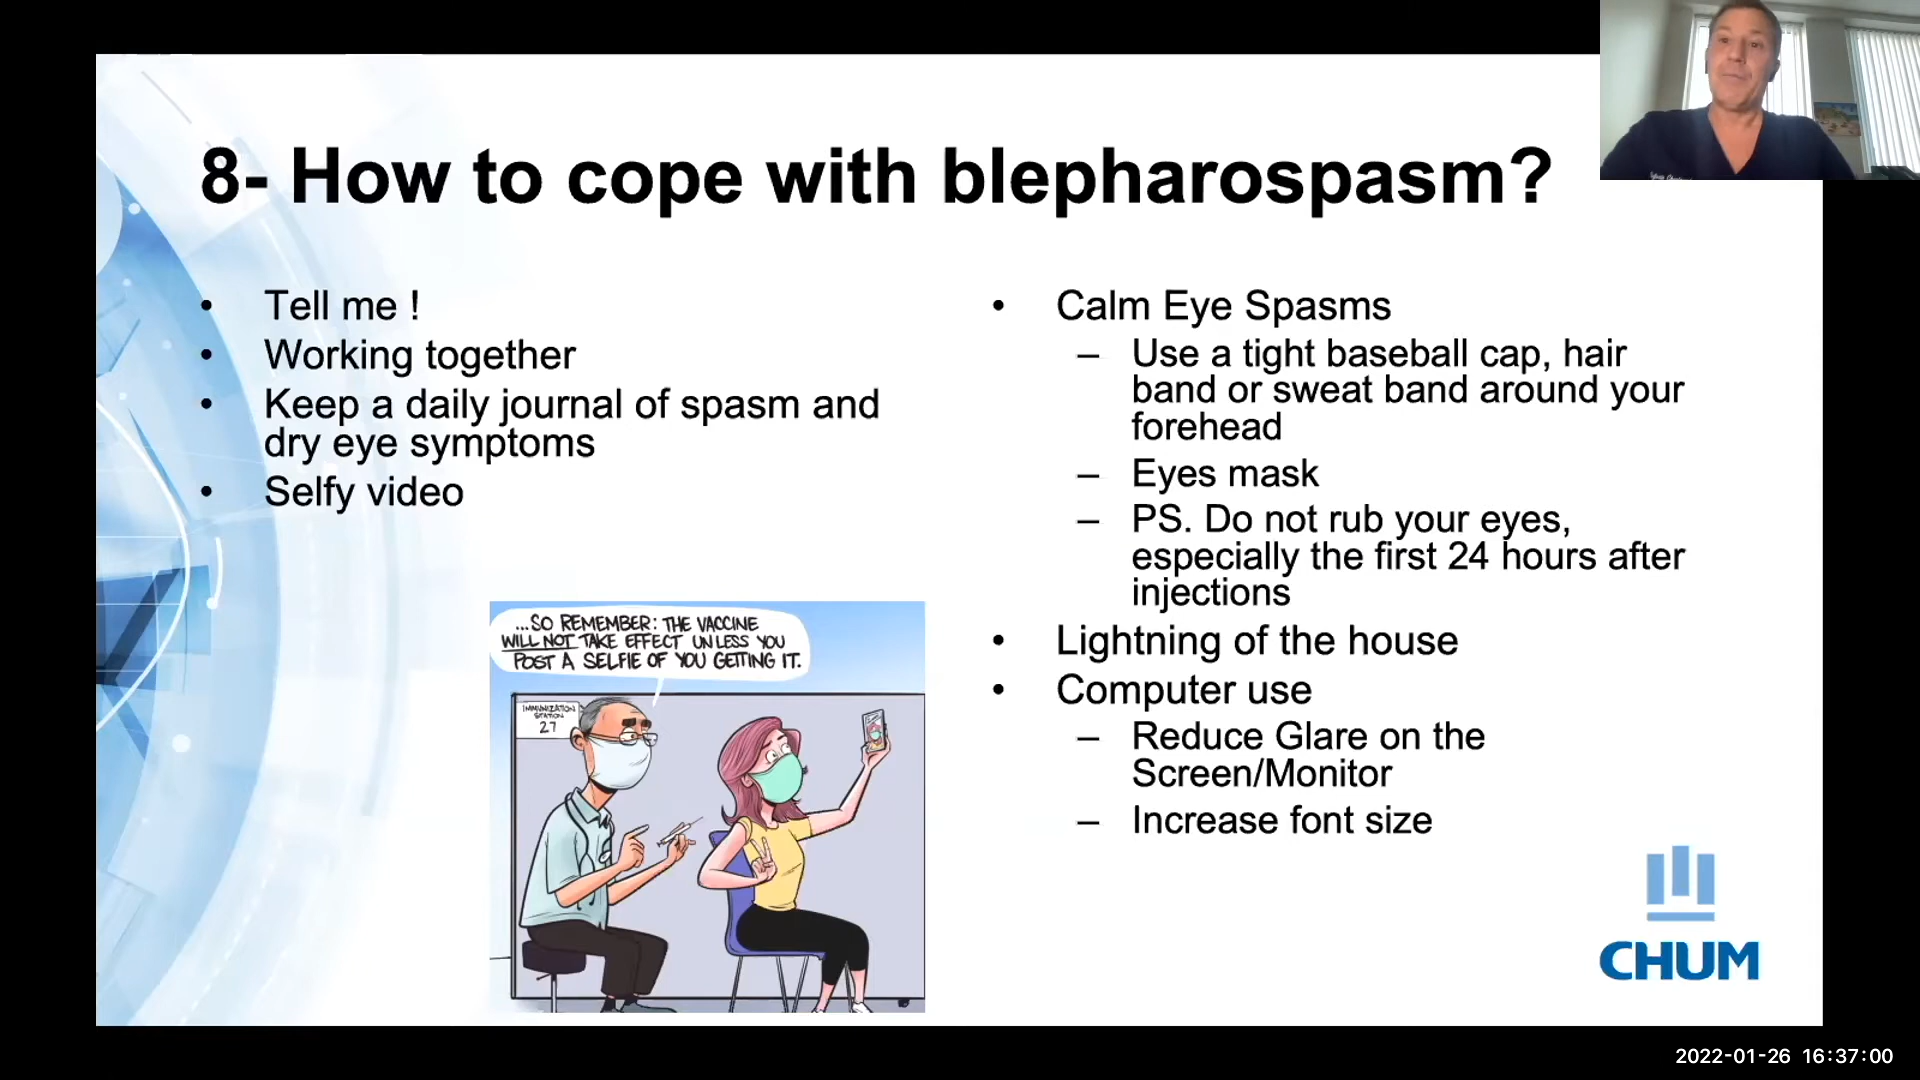 8- How to cope with blepharospasm?
• Tell me !
• Working together
• Keep a daily journal of spasm and
dry eye symptoms
• Selfy video
...SO REMEMBER: THE VACCINE
WILL NOT TAKE EFFECT UNLESS YOU
POST A SELFIE OF YOU GETTING IT.
IMMUNIZATION
STATION
27
• Calm Eye Spasms
– Use a tight baseball cap, hair
band or sweat band around your
forehead
– Eyes mask
– PS. Do not rub your eyes,
especially the first 24 hours after
injections
• Lightning of the house
• Computer use
– Reduce Glare on the
Screen/Monitor
– Increase font size
CHUM
2022-01-26 16:37:00